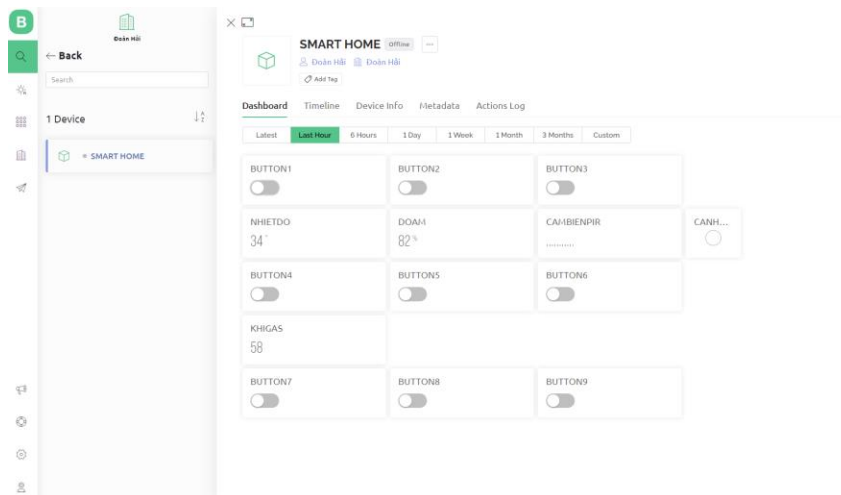 B
Đoàn Hải
← Back
Search
1 Device
SMART HOME
SMART HOME Offline
Đoàn Hải Đoàn Hải
Add Tag
Dashboard Timeline Device Info Metadata Actions Log
Latest Last Hour 6 Hours 1 Day 1 Week 1 Month 3 Months Custom
BUTTON1 BUTTON2 BUTTON3
NHIETDO DOAM CAMBIENPIR CANH...
34° 82% ...........
BUTTON4 BUTTON5 BUTTON6
KHIGAS
58
BUTTON7 BUTTON8 BUTTON9